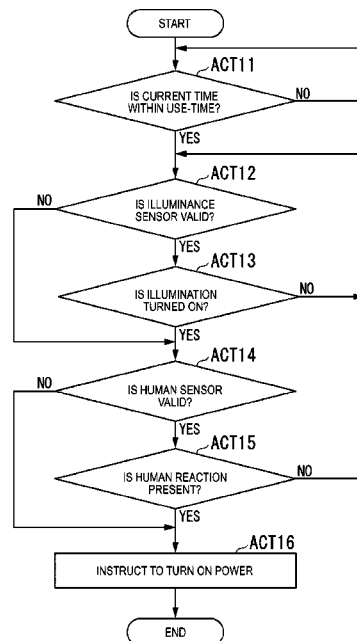 START
ACT11
IS CURRENT TIME
WITHIN USE-TIME?
NO
YES
ACT12
NO
IS ILLUMINANCE
SENSOR VALID?
YES
ACT13
IS ILLUMINATION
TURNED ON?
NO
YES
ACT14
NO
IS HUMAN SENSOR
VALID?
YES
ACT15
IS HUMAN REACTION
PRESENT?
NO
YES
ACT16
INSTRUCT TO TURN ON POWER
END